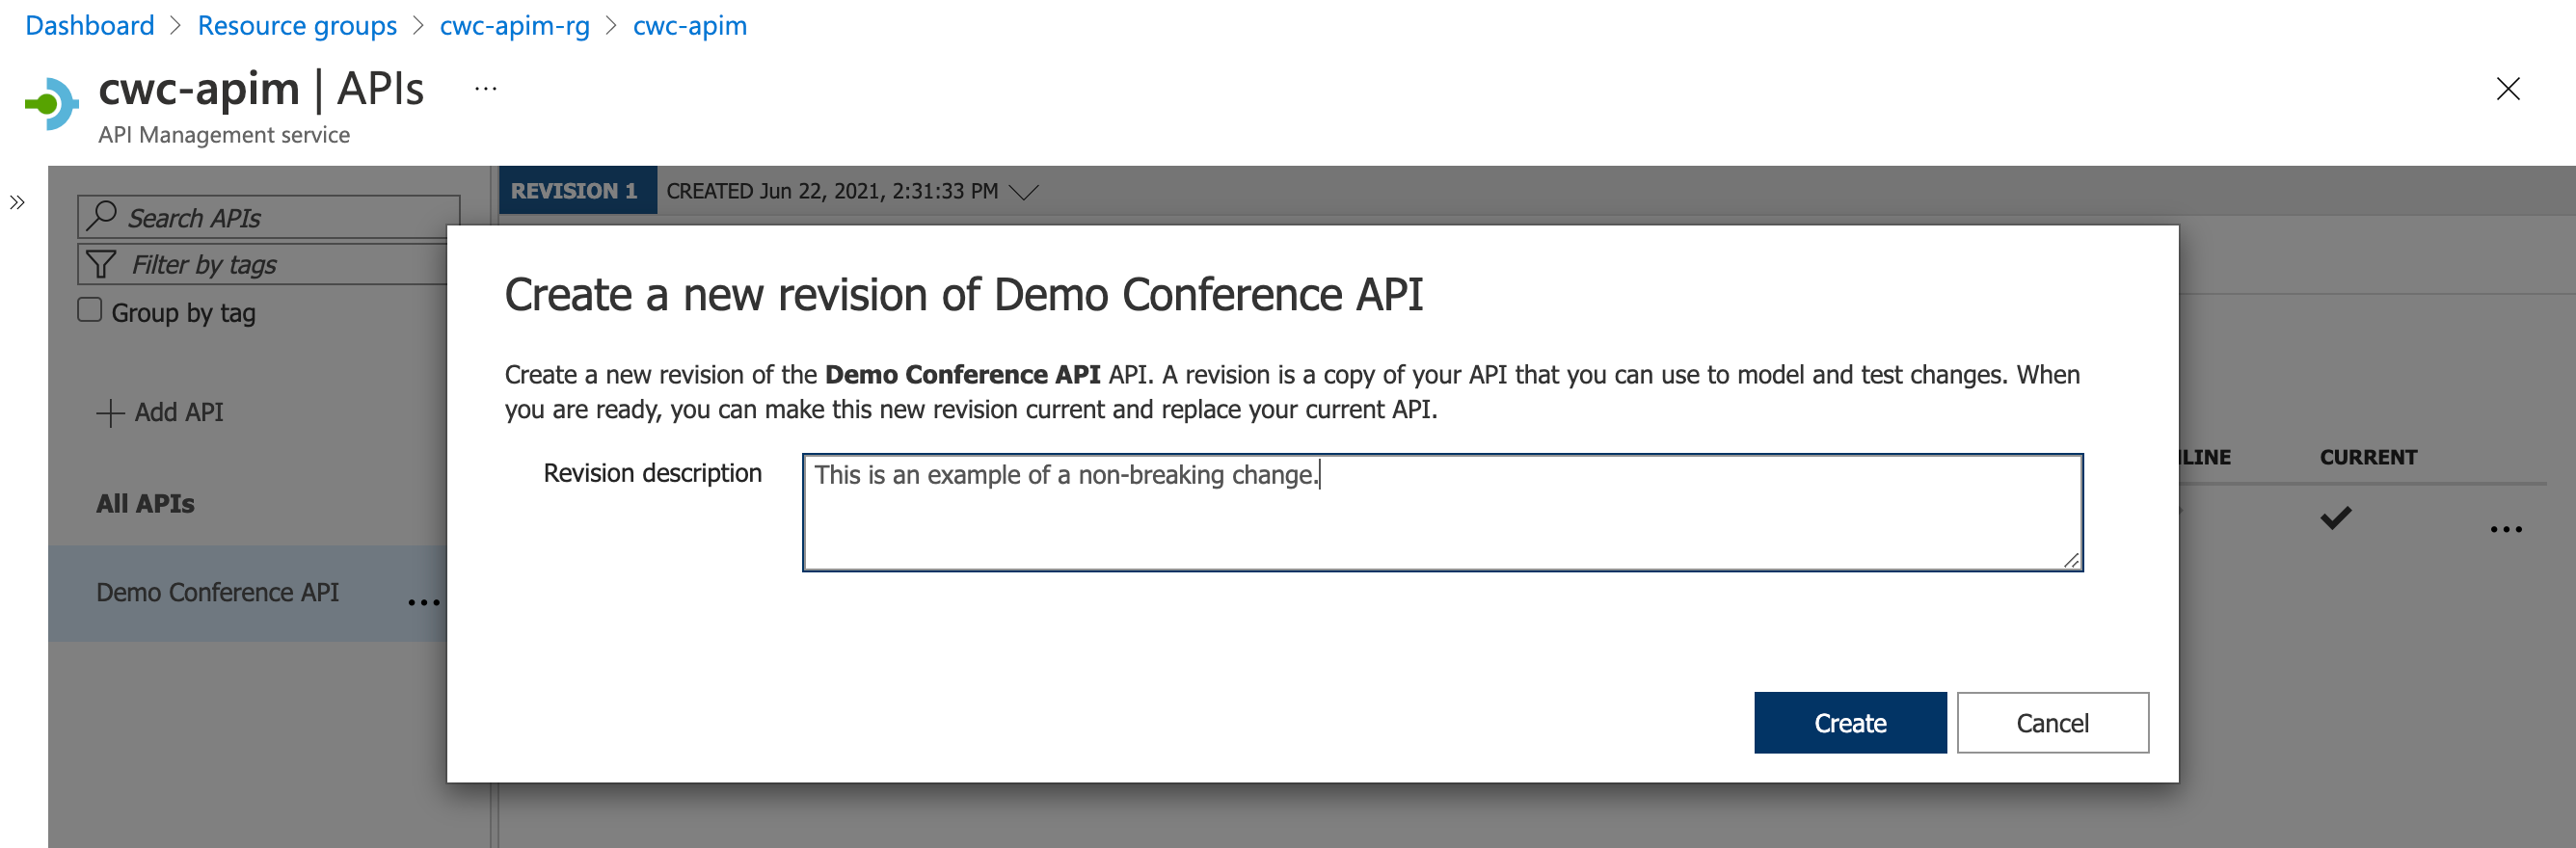 Dashboard > Resource groups > cwc-apim-rg > cwc-apim
cwc-apim | APIs ...
API Management service
REVISION 1 CREATED Jun 22, 2021, 2:31:33 PM
Search APIs
Filter by tags
Group by tag
Add API
All APIs
Demo Conference API ...
Create a new revision of Demo Conference API
Create a new revision of the Demo Conference API API. A revision is a copy of your API that you can use to model and test changes. When
you are ready, you can make this new revision current and replace your current API.
Revision description This is an example of a non-breaking change.
CURRENT
Create Cancel